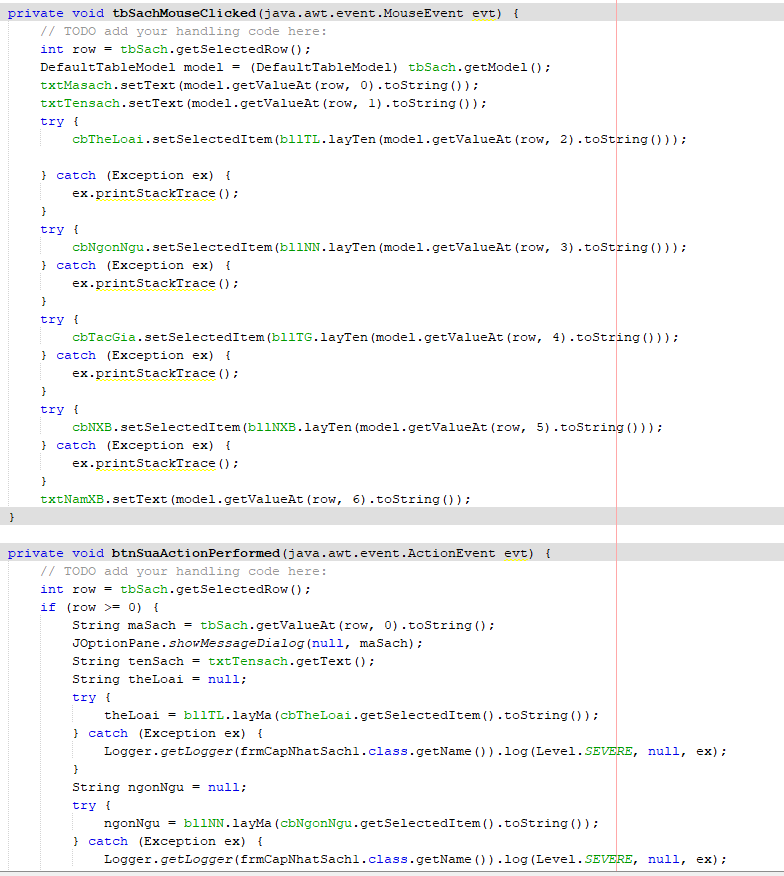 private void tbSachMouseClicked(java.awt.event.MouseEvent evt) {
    // TODO add your handling code here:
    int row = tbSach.getSelectedRow();
    DefaultTableModel model = (DefaultTableModel) tbSach.getModel();
    txtMasach.setText(model.getValueAt(row, 0).toString());
    txtTensach.setText(model.getValueAt(row, 1).toString());
    try {
        cbTheLoai.setSelectedItem(bllTL.layTen(model.getValueAt(row, 2).toString()));
    } catch (Exception ex) {
        ex.printStackTrace();
    }
    try {
        cbNgonNgu.setSelectedItem(bllNN.layTen(model.getValueAt(row, 3).toString()));
    } catch (Exception ex) {
        ex.printStackTrace();
    }
    try {
        cbTacGia.setSelectedItem(bllTG.layTen(model.getValueAt(row, 4).toString()));
    } catch (Exception ex) {
        ex.printStackTrace();
    }
    try {
        cbNXB.setSelectedItem(bllNXB.layTen(model.getValueAt(row, 5).toString()));
    } catch (Exception ex) {
        ex.printStackTrace();
    }
    txtNamXB.setText(model.getValueAt(row, 6).toString());
}
private void btnSuaActionPerformed(java.awt.event.ActionEvent evt) {
    // TODO add your handling code here:
    int row = tbSach.getSelectedRow();
    if (row >= 0) {
        String maSach = tbSach.getValueAt(row, 0).toString();
        JOptionPane.showMessageDialog(null, maSach);
        String tenSach = txtTensach.getText();
        String theLoai = null;
        try {
            theLoai = bllTL.layMa(cbTheLoai.getSelectedItem().toString());
        } catch (Exception ex) {
            Logger.getLogger(frmCapNhatSach1.class.getName()).log(Level.SEVERE, null, ex);
        }
        String ngonNgu = null;
        try {
            ngonNgu = bllNN.layMa(cbNgonNgu.getSelectedItem().toString());
        } catch (Exception ex) {
            Logger.getLogger(frmCapNhatSach1.class.getName()).log(Level.SEVERE, null, ex);